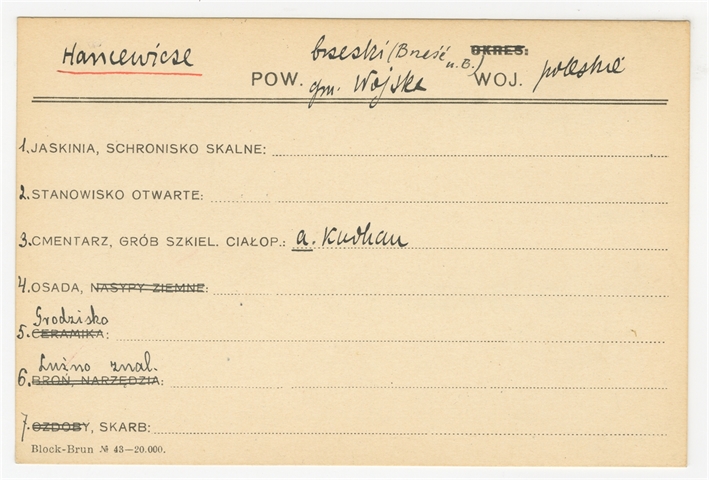 Hancewicze
brzeski (Brześć n.B.) OKRES:
POW. gm. Wojska WOJ. poleskie
1. JASKINIA, SCHRONISKO SKALNE:
2. STANOWISKO OTWARTE:
3. CMENTARZ, GRÓB SZKIEL. CIAŁOP.: a. Kurhan
4. OSADA, NASYPY ZIEMNE:
Grodzisko
5. CERAMIKA:
Luźno znal.
6. BROŃ, NARZĘDZIA:
7. OZDOBY, SKARB:
Block-Brun № 43—20.000.